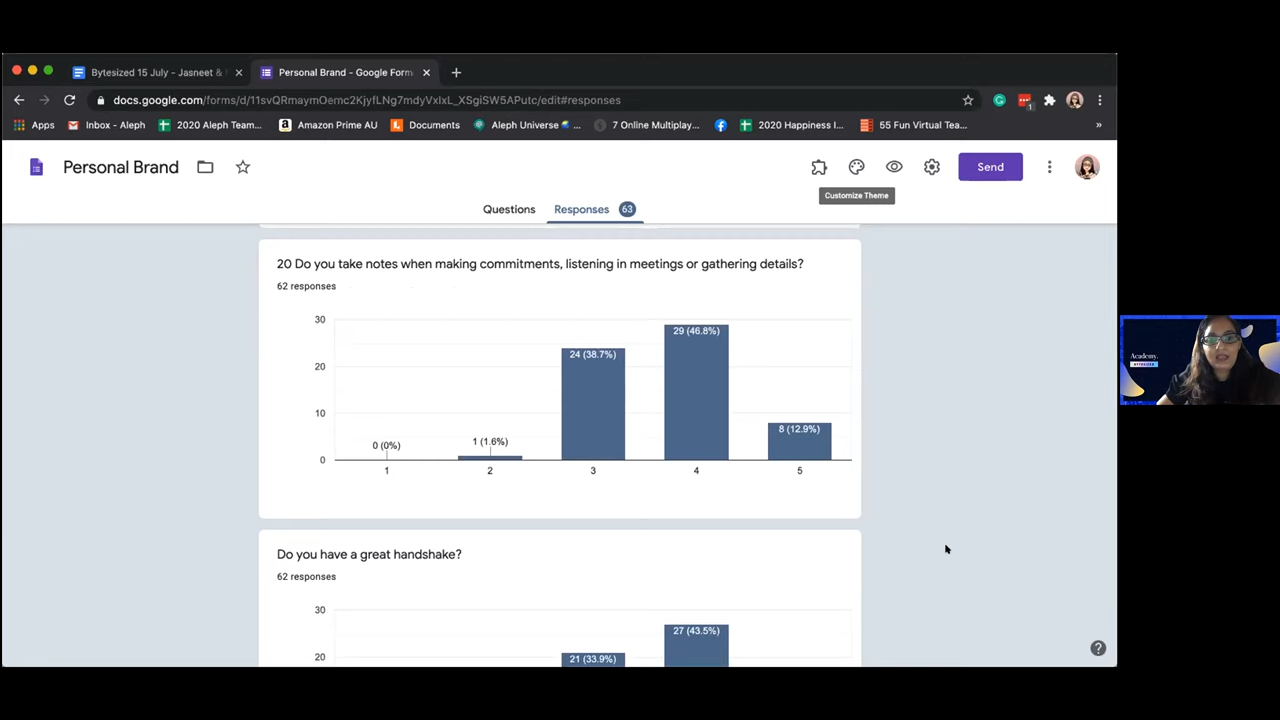 Bytesized 15 July - Jasneet &
Personal Brand - Google Form
docs.google.com/forms/d/11svQRmaymOemc2KjyfLNg7mdyVxIxL_XSgiSW5APutc/edit#responses
1
Apps
Inbox - Aleph
2020 Aleph Team...
Amazon Prime AU
Documents
Aleph Universe
...
7 Online Multiplay...
2020 Happiness I...
55 Fun Virtual Tea...
»
Personal Brand
Send
Customize Theme
Questions
Responses
63
20 Do you take notes when making commitments, listening in meetings or gathering details?
62 responses
30
20
10
0
0 (0%)
1 (1.6%)
24 (38.7%)
29 (46.8%)
8 (12.9%)
1
2
3
4
5
Do you have a great handshake?
62 responses
30
20
21 (33.9%)
27 (43.5%)
Academy.
BYTESIZED